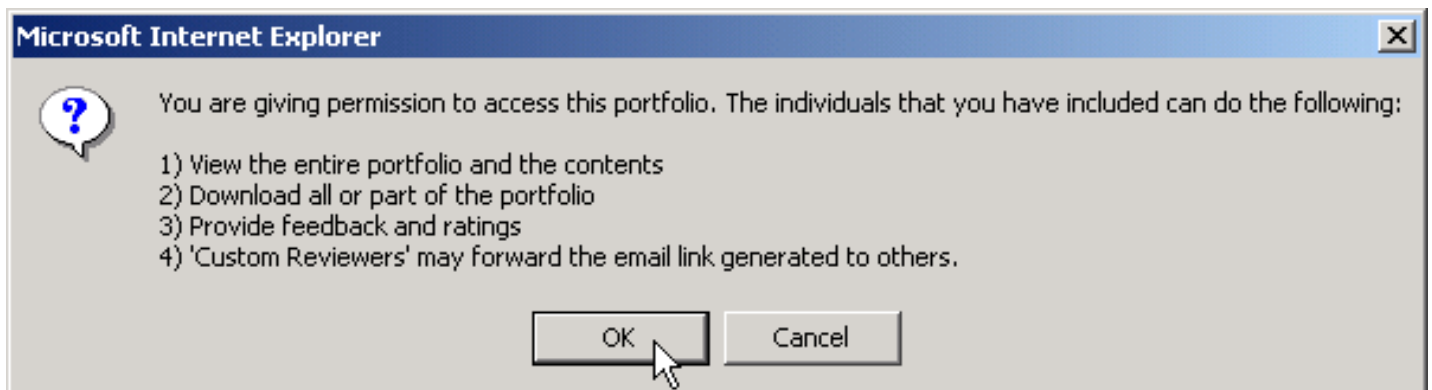 Microsoft Internet Explorer
You are giving permission to access this portfolio. The individuals that you have included can do the following:
1) View the entire portfolio and the contents
2) Download all or part of the portfolio
3) Provide feedback and ratings
4) 'Custom Reviewers' may forward the email link generated to others.
OK Cancel